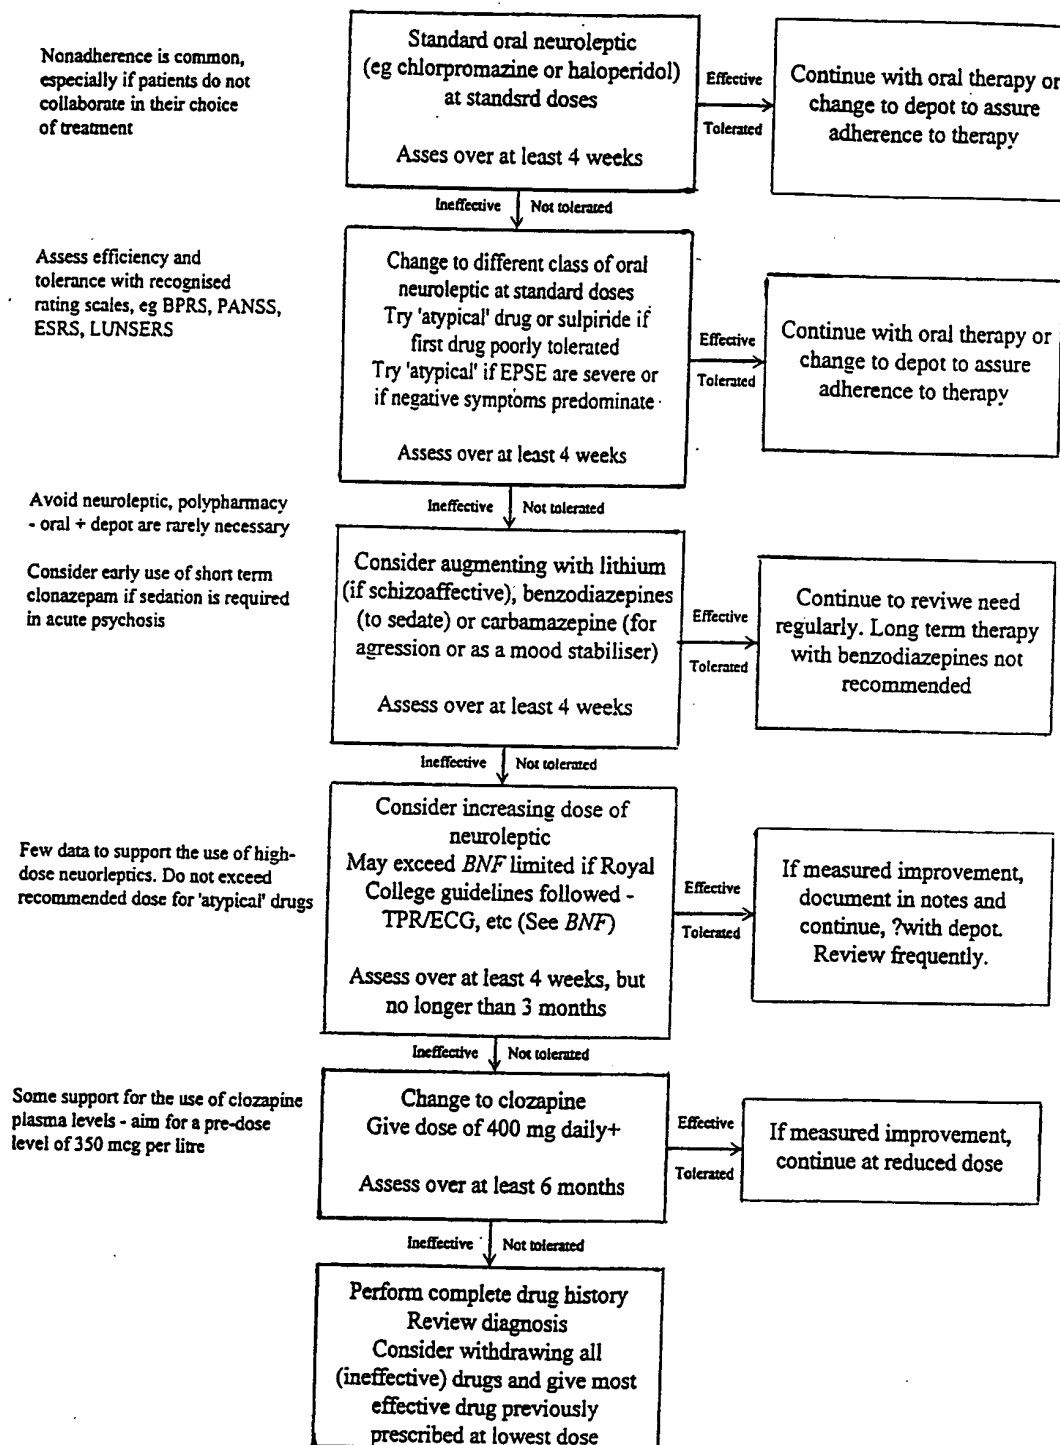 Nonadherence is common,
especially if patients do not
collaborate in their choice
of treatment
Standard oral neuroleptic
(eg chlorpromazine or haloperidol)
at standsrd doses
Asses over at least 4 weeks
Effective
Tolerated
Continue with oral therapy or
change to depot to assure
adherence to therapy
Ineffective
Not tolerated
Assess efficiency and
tolerance with recognised
rating scales, eg BPRS, PANSS,
ESRS, LUNSERS
Change to different class of oral
neuroleptic at standard doses
Try 'atypical' drug or sulpiride if
first drug poorly tolerated
Try 'atypical' if EPSE are severe or
if negative symptoms predominate
Assess over at least 4 weeks
Effective
Tolerated
Continue with oral therapy or
change to depot to assure
adherence to therapy
Ineffective
Not tolerated
Avoid neuroleptic, polypharmacy
- oral + depot are rarely necessary
Consider early use of short term
clonazepam if sedation is required
in acute psychosis
Consider augmenting with lithium
(if schizoaffective), benzodiazepines
(to sedate) or carbamazepine (for
agression or as a mood stabiliser)
Assess over at least 4 weeks
Effective
Tolerated
Continue to reviwe need
regularly. Long term therapy
with benzodiazepines not
recommended
Ineffective
Not tolerated
Few data to support the use of high-
dose neuorleptics. Do not exceed
recommended dose for 'atypical' drugs
Consider increasing dose of
neuroleptic
May exceed BNF limited if Royal
College guidelines followed -
TPR/ECG, etc (See BNF)
Assess over at least 4 weeks, but
no longer than 3 months
Effective
Tolerated
If measured improvement,
document in notes and
continue, ?with depot.
Review frequently.
Ineffective
Not tolerated
Some support for the use of clozapine
plasma levels - aim for a pre-dose
level of 350 mcg per litre
Change to clozapine
Give dose of 400 mg daily+
Assess over at least 6 months
Effective
Tolerated
If measured improvement,
continue at reduced dose
Ineffective
Not tolerated
Perform complete drug history
Review diagnosis
Consider withdrawing all
(ineffective) drugs and give most
effective drug previously
prescribed at lowest dose